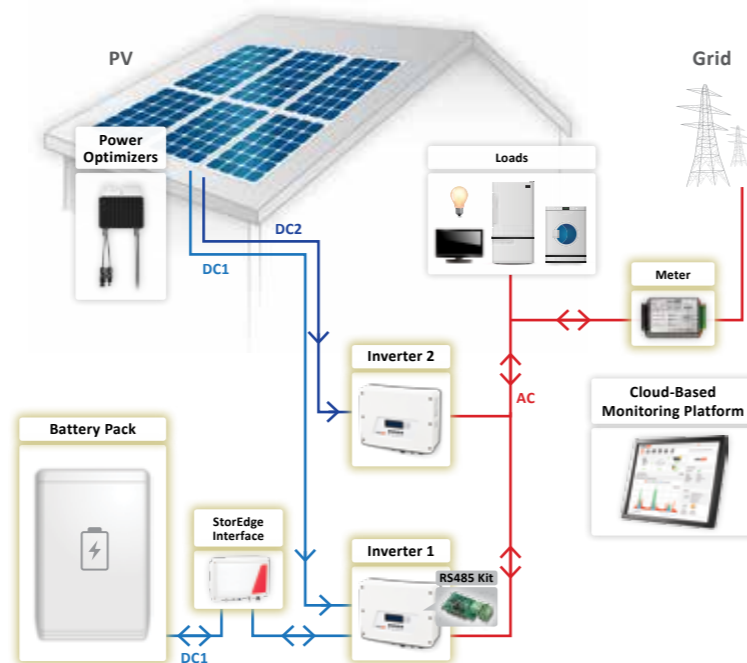 PV
Grid
Power
Optimizers
Loads
DC2
DC1
Meter
Inverter 2
AC
Cloud-Based
Monitoring Platform
Battery Pack
StorEdge
Interface
Inverter 1
RS485 Kit
DC1